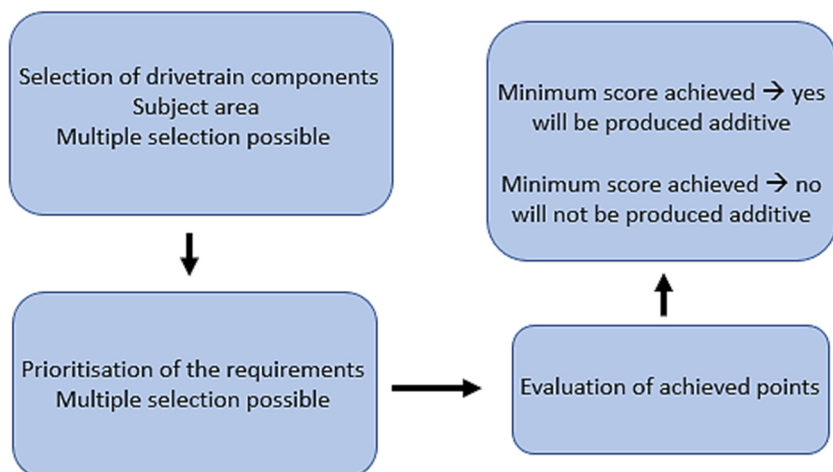 Selection of drivetrain components
Subject area
Multiple selection possible
Prioritisation of the requirements
Multiple selection possible
Evaluation of achieved points
Minimum score achieved → yes
will be produced additive
Minimum score achieved → no
will not be produced additive